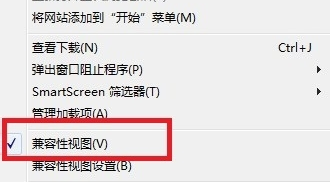 将网站添加到“开始”菜单(M)
查看下载(N) Ctrl+J
弹出窗口阻止程序(P)
SmartScreen 筛选器(T)
管理加载项(A)
兼容性视图(V)
兼容性视图设置(B)